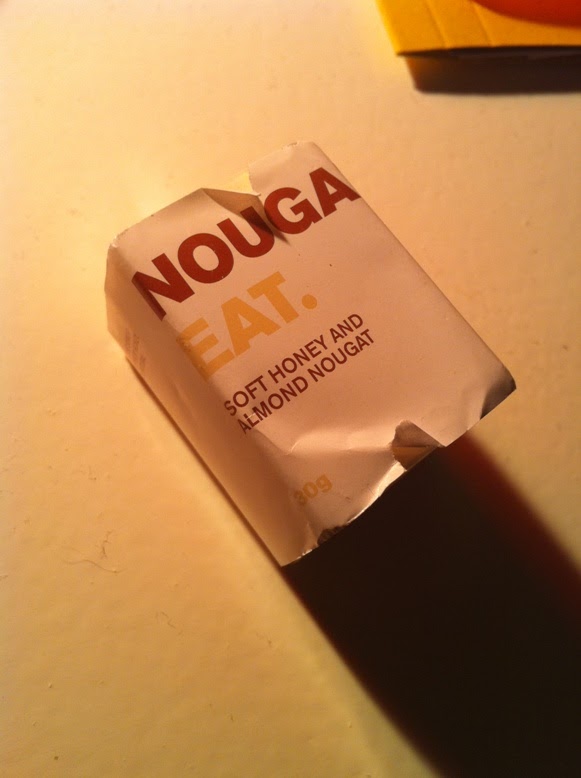 NOUGA
EAT.
SOFT HONEY AND
ALMOND NOUGAT
30g